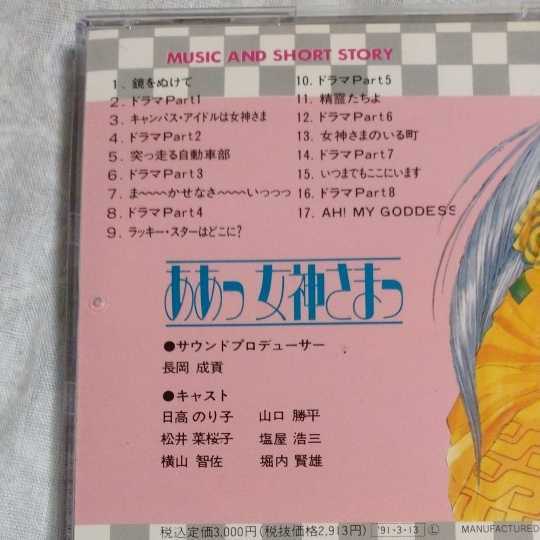 MUSIC AND SHORT STORY
1. 鏡をぬけて
2. ドラマPart1
3. キャンパス・アイドルは女神さま
4. ドラマPart2
5. 突っ走る自動車部
6. ドラマPart3
7. ま〜〜〜かせなさ〜〜〜〜いっっっ
8. ドラマPart4
9. ラッキー・スターはどこに?
10. ドラマPart5
11. 精霊たちよ
12. ドラマPart6
13. 女神さまのいる町
14. ドラマPart7
15. いつまでもここにいます
16. ドラマPart8
17. AH! MY GODDESS
ああっ女神さまっ
●サウンドプロデューサー
長岡 成貢
●キャスト
日高 のり子 山口 勝平
松井 菜桜子 塩屋 浩三
横山 智佐 堀内 賢雄
税込定価3,000円(税抜価格2,913円) '91・3・13 Ⓛ MANUFACTURED